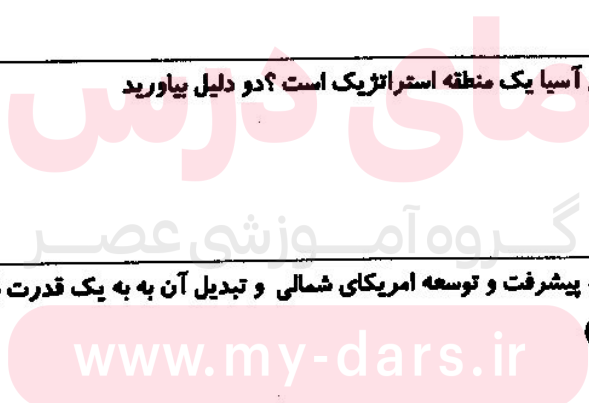 آسیا یک منطقه استراتژیک است ؟دو دلیل بیاورید
مای درس
گروه آموزشی عصر
پیشرفت و توسعه امریکای شمالی و تبدیل آن به به یک قدرت
www.my-dars.ir